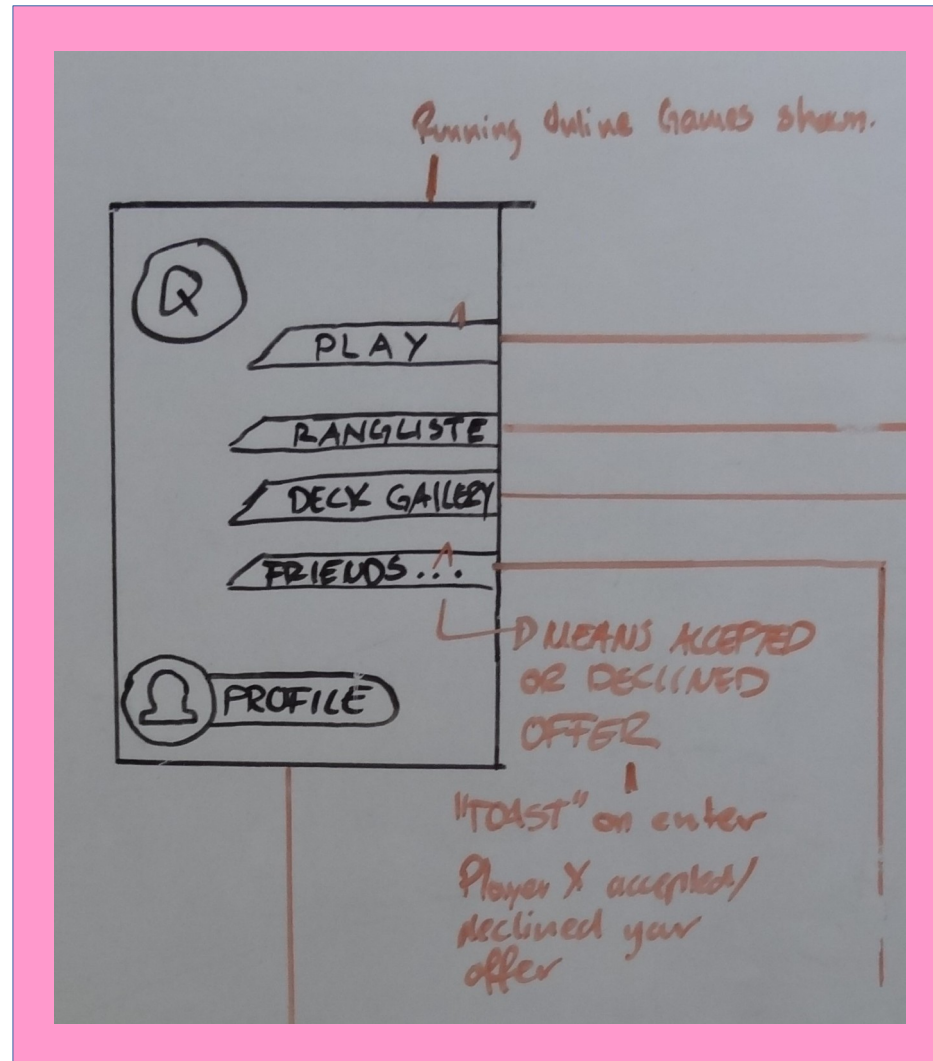 Running Online Games shown.
Q
PLAY
RANGLISTE
DECK GALLERY
FRIENDS...
MEANS ACCEPTED
OR DECLINED
OFFER
PROFILE
"TOAST" on enter
Player X accepted/
declined your
offer